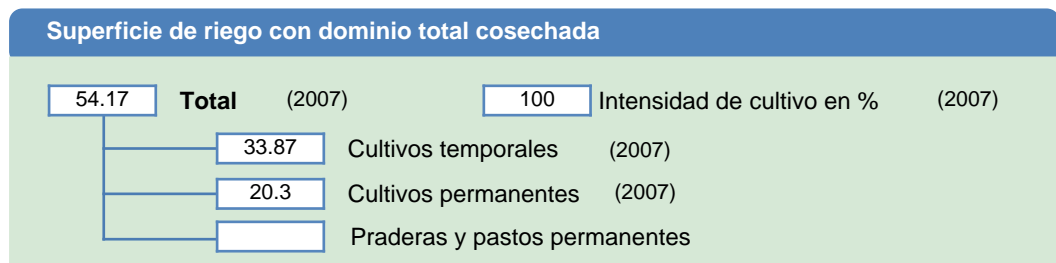 Superficie de riego con dominio total cosechada
54.17 Total (2007) 100 Intensidad de cultivo en % (2007)
33.87 Cultivos temporales (2007)
20.3 Cultivos permanentes (2007)
Praderas y pastos permanentes